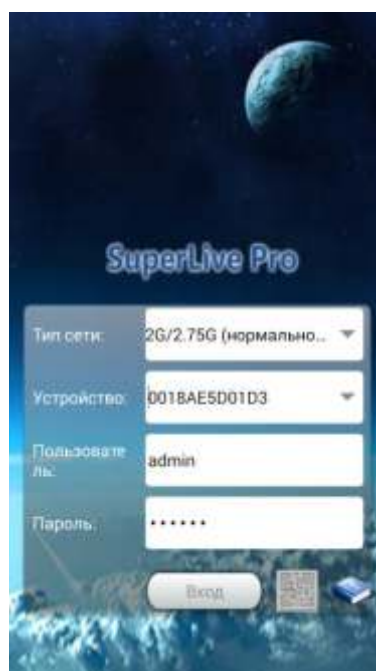 SuperLive Pro
Тип сети:
2G/2.75G (нормально...
Устройство:
0018AE5D01D3
Пользовате
ль:
admin
Пароль:
••••••
Вход